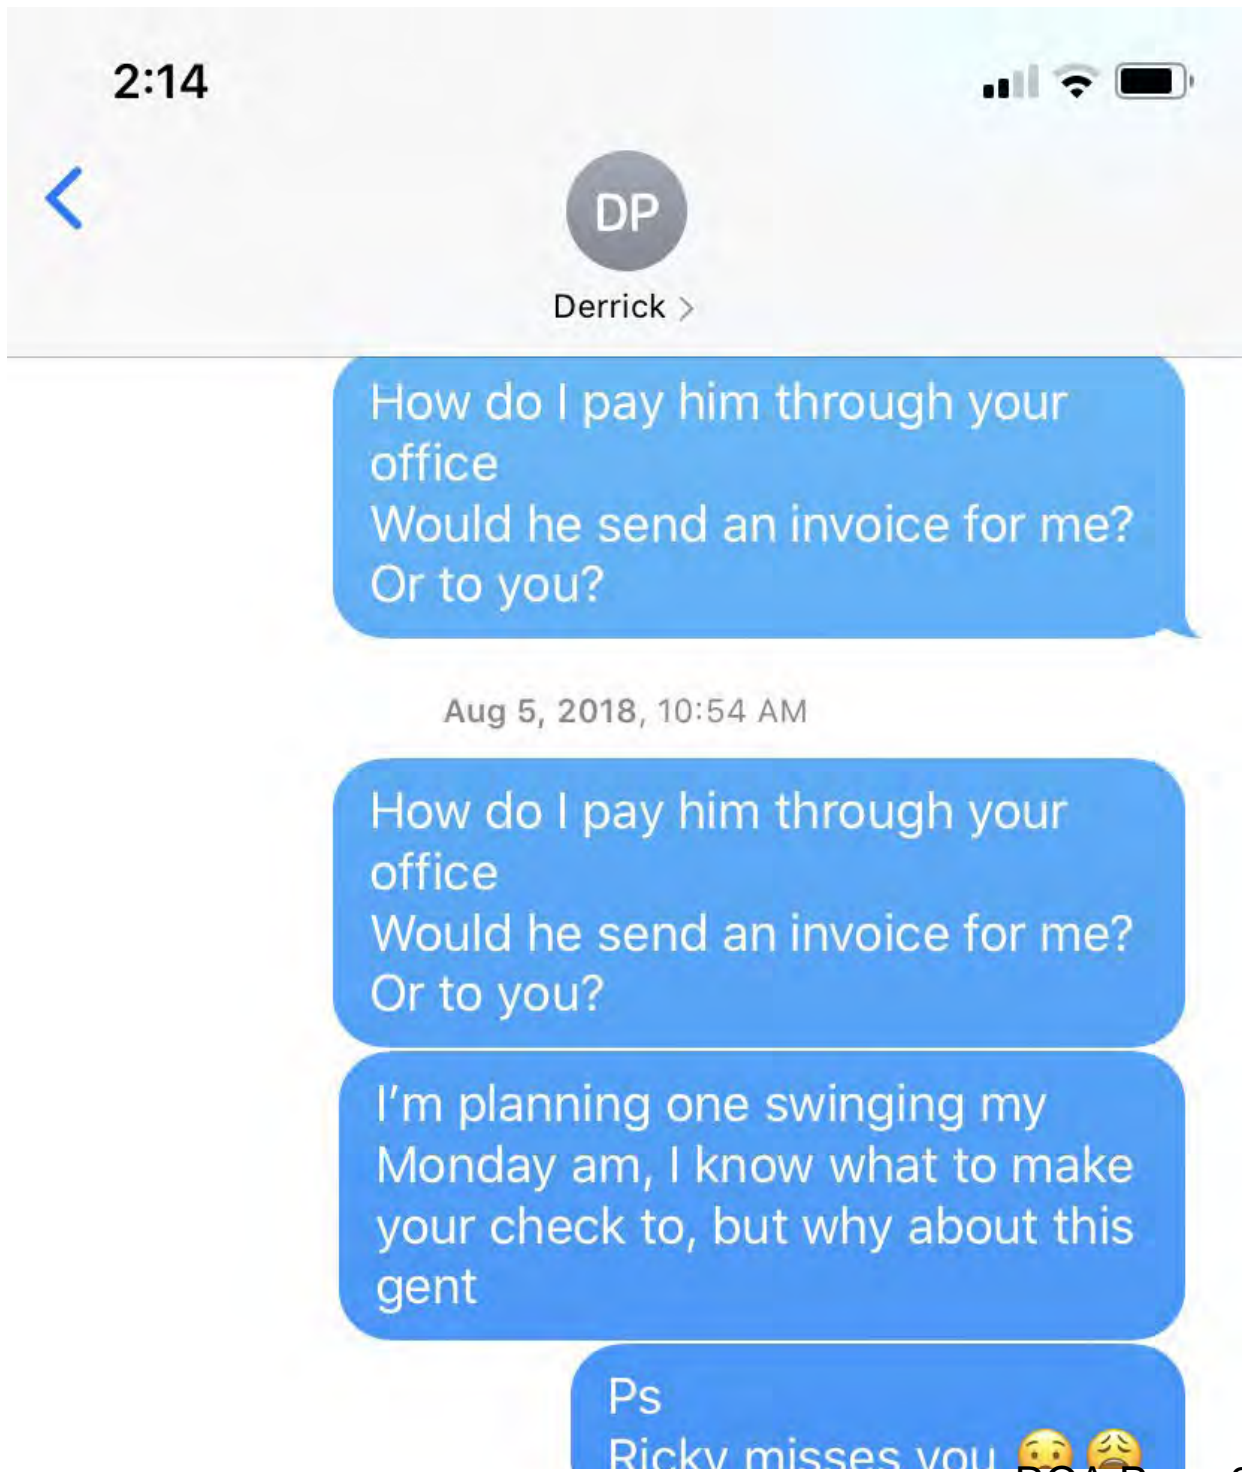 2:14
DP
Derrick
How do I pay him through your
office
Would he send an invoice for me?
Or to you?
Aug 5, 2018, 10:54 AM
How do I pay him through your
office
Would he send an invoice for me?
Or to you?
I'm planning one swinging my
Monday am, I know what to make
your check to, but why about this
gent
Ps
Ricky misses you 😢😩